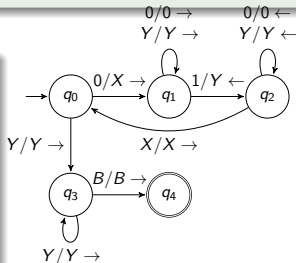 0/0 → 0/0 ←
Y/Y → Y/Y ←
q0 0/X → q1 1/Y ← q2
Y/Y → X/X →
q3 B/B → q4
Y/Y →